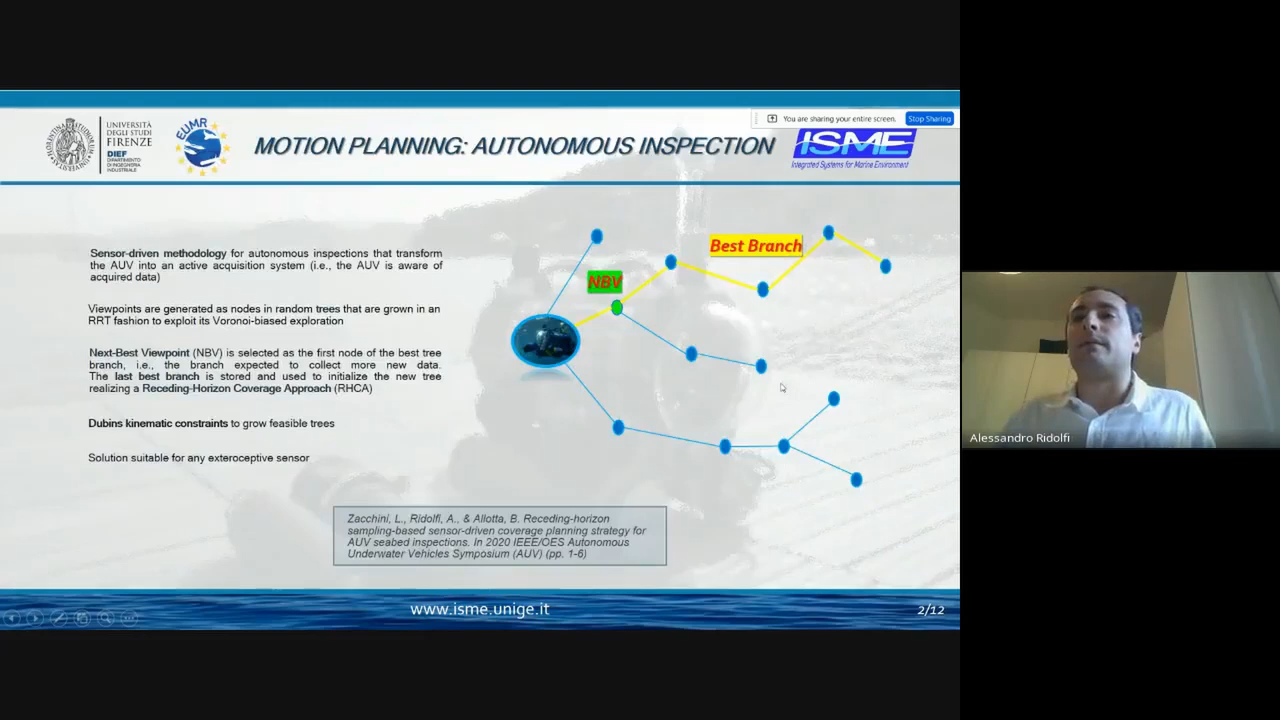 UNIVERSITÀ
DEGLI STUDI
FIRENZE
DIEF
DIPARTIMENTO
DI INGEGNERIA
INDUSTRIALE
EUMR
MOTION PLANNING: AUTONOMOUS INSPECTION
You are sharing your entire screen.
Stop Sharing
ISME
Integrated Systems for Marine Environment
Sensor-driven methodology for autonomous inspections that transform
the AUV into an active acquisition system (i.e., the AUV is aware of
acquired data)
Viewpoints are generated as nodes in random trees that are grown in an
RRT fashion to exploit its Voronoi-biased exploration
Next-Best Viewpoint (NBV) is selected as the first node of the best tree
branch, i.e., the branch expected to collect more new data.
The last best branch is stored and used to initialize the new tree
realizing a Receding-Horizon Coverage Approach (RHCA)
Dubins kinematic constraints to grow feasible trees
Solution suitable for any exteroceptive sensor
NBV
Best Branch
Zacchini, L., Ridolfi, A., & Allotta, B. Receding-horizon
sampling-based sensor-driven coverage planning strategy for
AUV seabed inspections. In 2020 IEEE/OES Autonomous
Underwater Vehicles Symposium (AUV) (pp. 1-6)
www.isme.unige.it
2/12
Alessandro Ridolfi